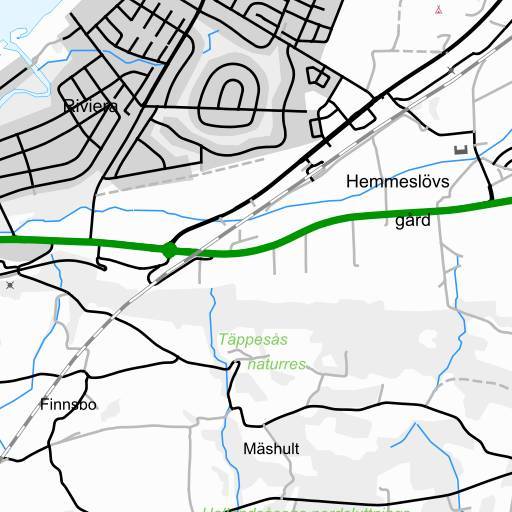 Riviera
Hemmeslövs
gård
Täppesås
naturres.
Finnsbo
Mäshult